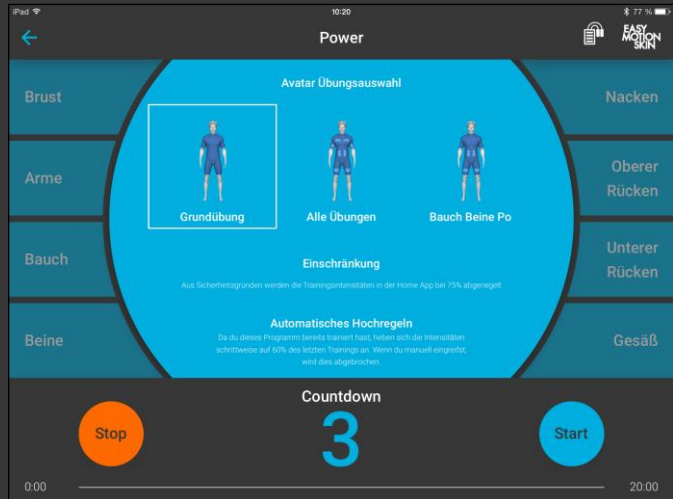 iPad 10:20 77 %
Power
EASY
MOTION
SKIN
Avatar Übungsauswahl
Brust
Nacken
Arme
Oberer
Rücken
Grundübung Alle Übungen Bauch Beine Po
Bauch
Unterer
Rücken
Einschränkung
Aus Sicherheitsgründen werden die Trainingsintensitäten in der Home App bei 75% abgeriegelt
Beine
Gesäß
Automatisches Hochregeln
Da du dieses Programm bereits trainiert hast, heben sich die Intensitäten
schrittweise auf 60% des letzten Trainings an. Wenn du manuell eingreifst,
wird dies abgebrochen.
Countdown
Stop 3 Start
0:00 20:00